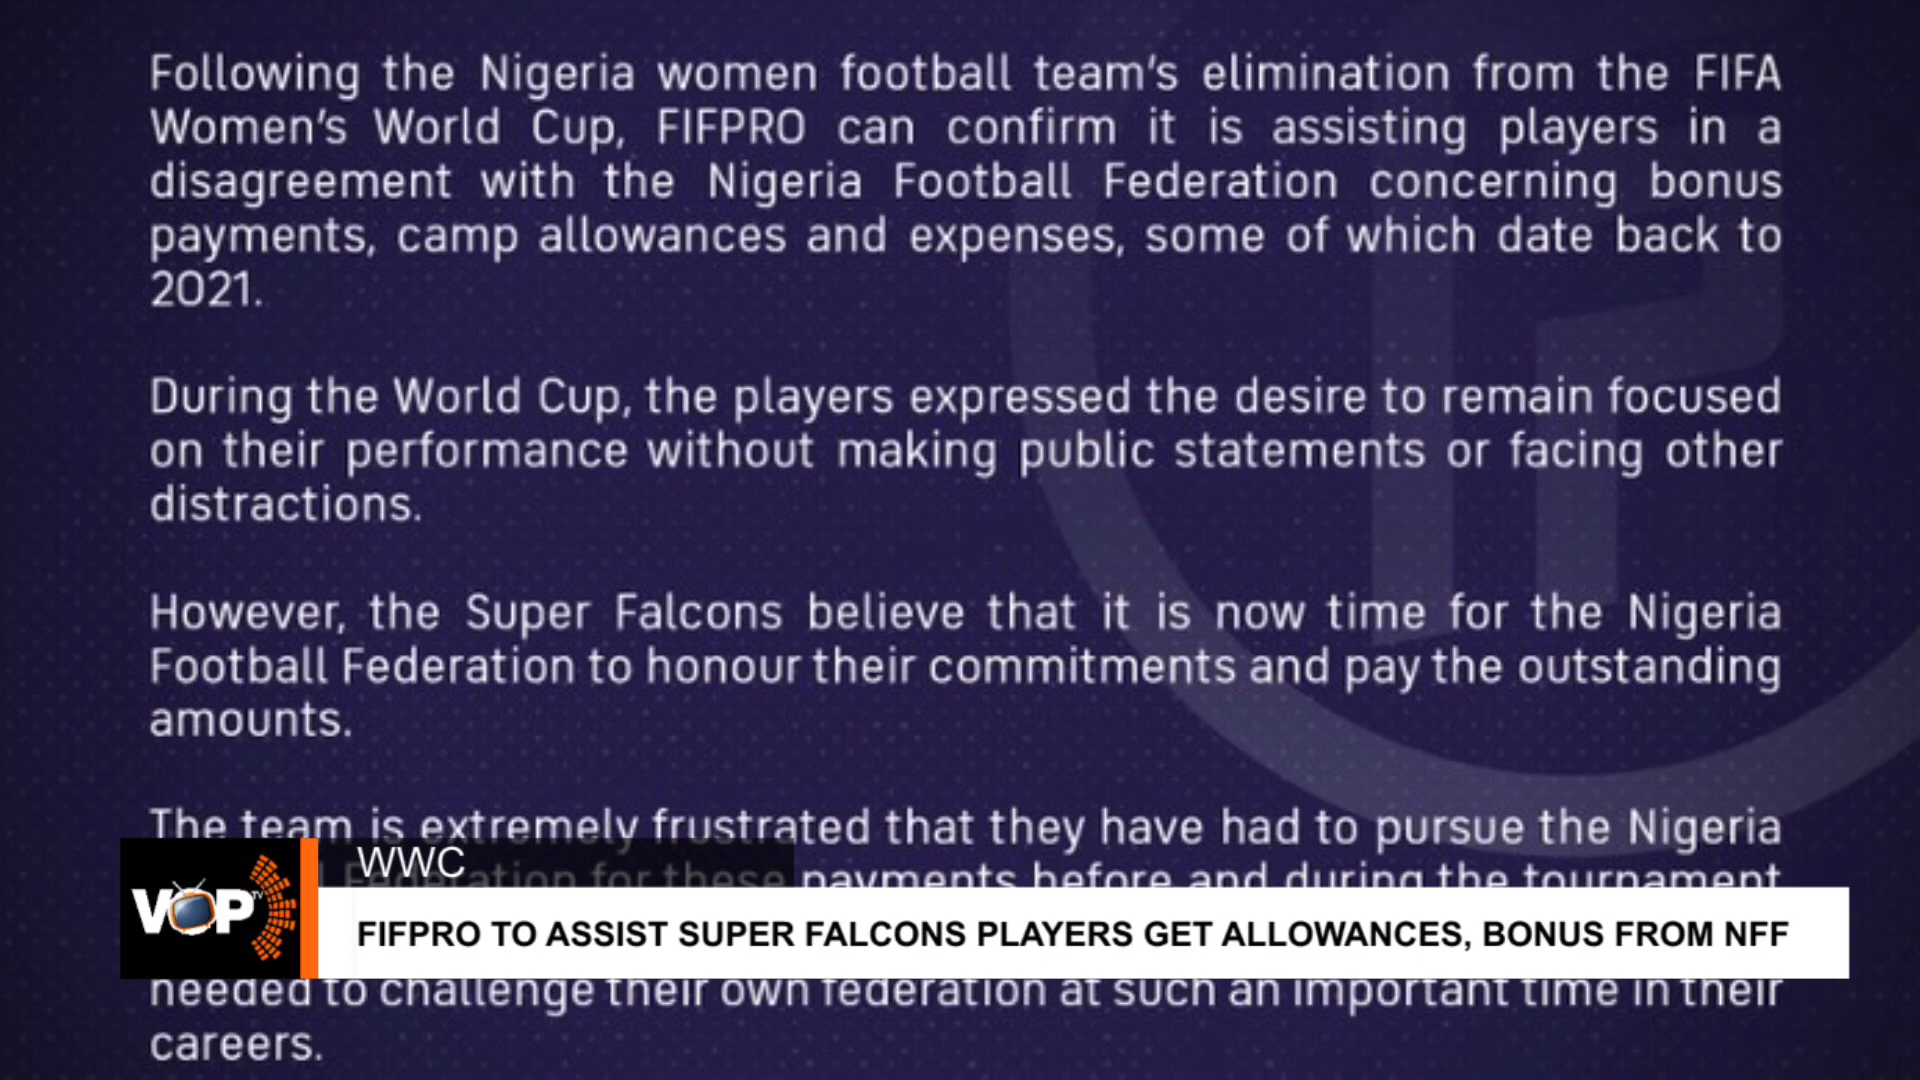 Following the Nigeria women football team's elimination from the FIFA
Women's World Cup, FIFPRO can confirm it is assisting players in a
disagreement with the Nigeria Football Federation concerning bonus
payments, camp allowances and expenses, some of which date back to
2021.
During the World Cup, the players expressed the desire to remain focused
on their performance without making public statements or facing other
distractions.
However, the Super Falcons believe that it is now time for the Nigeria
Football Federation to honour their commitments and pay the outstanding
amounts.
The team is extremely frustrated that they have had to pursue the Nigeria
Federation for these payments before and during the tournament
WWC
VOP TV
FIFPRO TO ASSIST SUPER FALCONS PLAYERS GET ALLOWANCES, BONUS FROM NFF
needed to challenge their own federation at such an important time in their
careers.